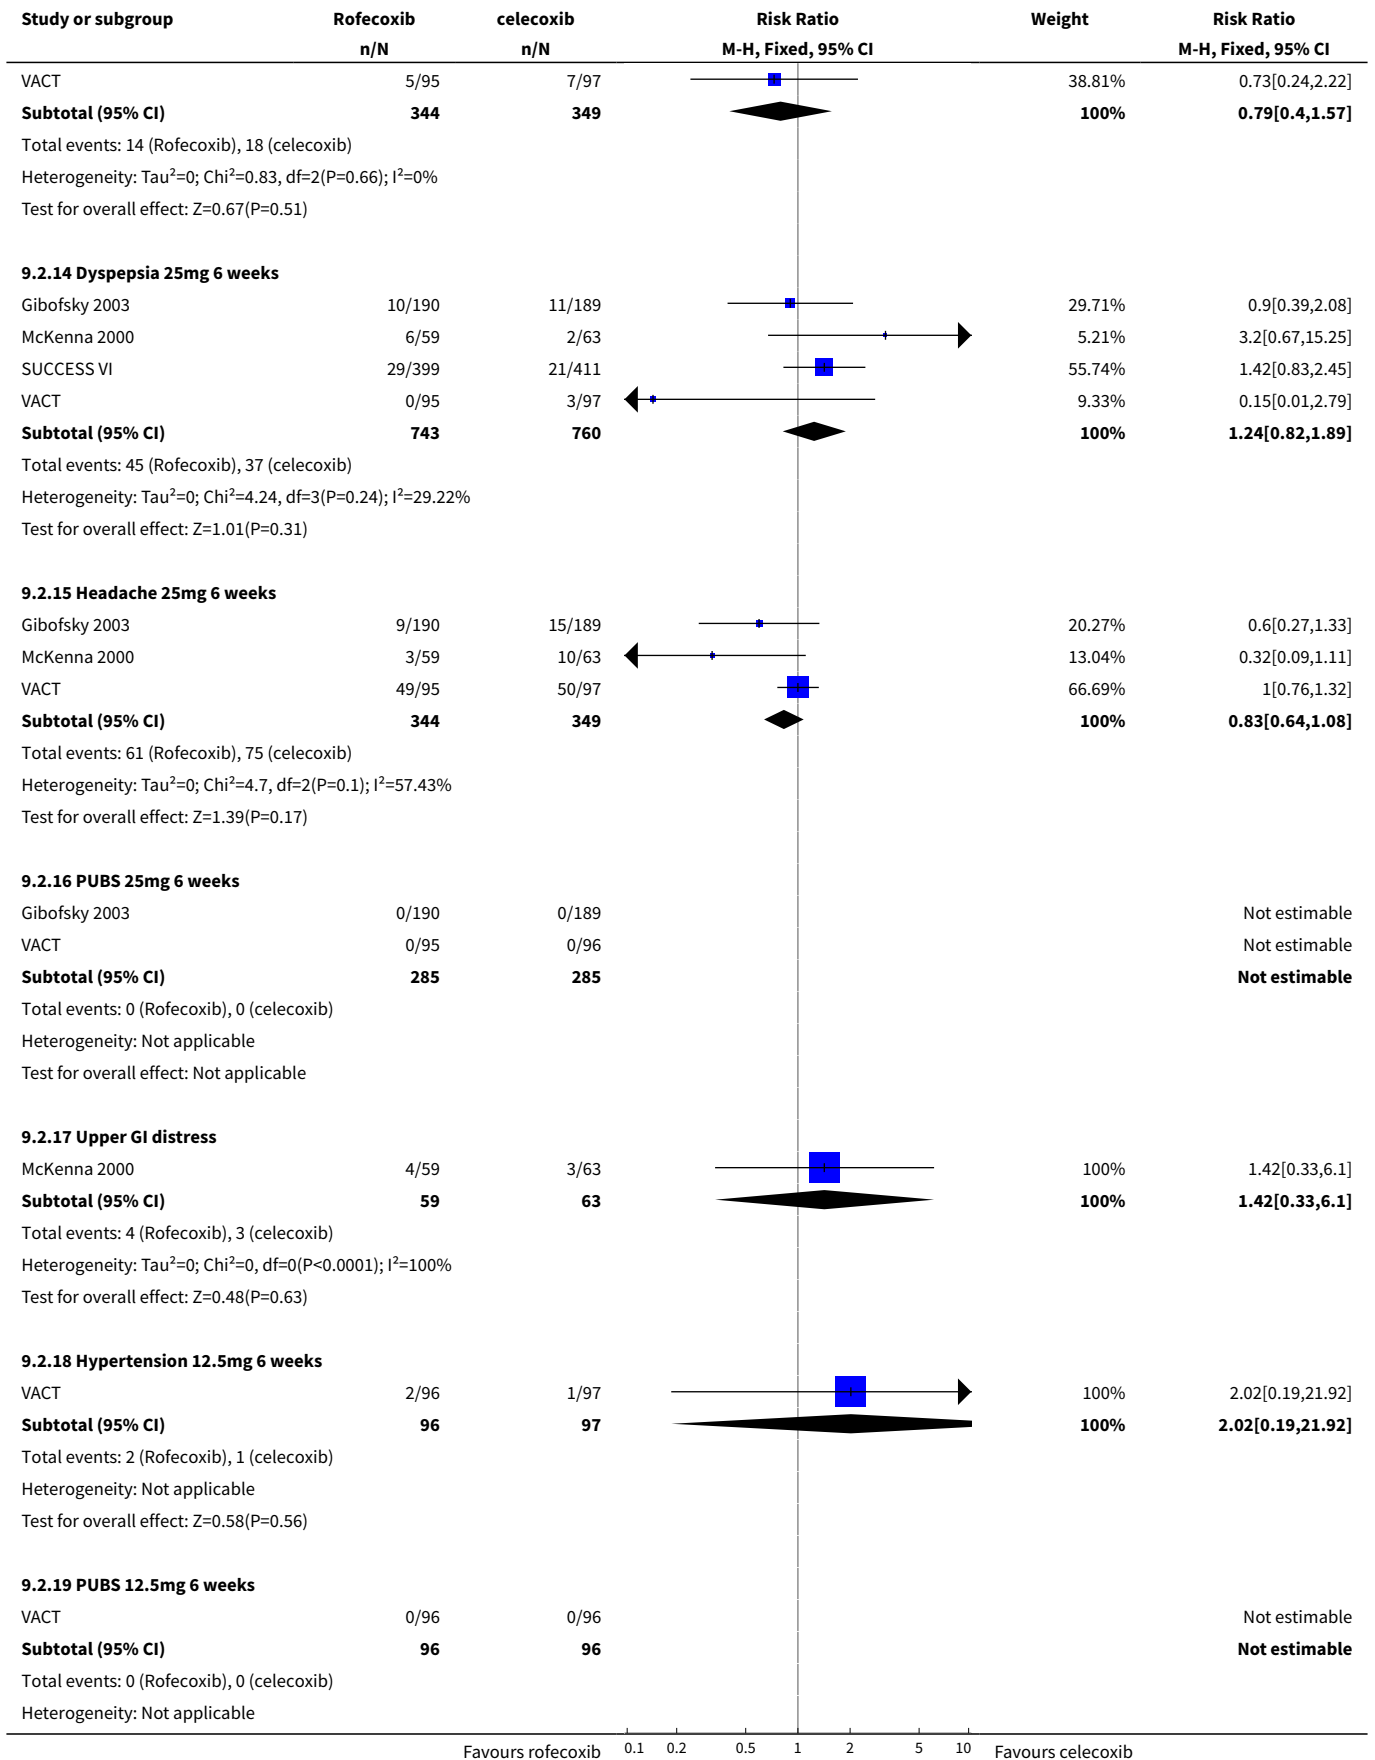 Study or subgroup Rofecoxib celecoxib Risk Ratio Weight Risk Ratio
n/N n/N M-H, Fixed, 95% CI M-H, Fixed, 95% CI
VACT 5/95 7/97 38.81% 0.73[0.24,2.22]
Subtotal (95% CI) 344 349 100% 0.79[0.4,1.57]
Total events: 14 (Rofecoxib), 18 (celecoxib)
Heterogeneity: Tau²=0; Chi²=0.83, df=2(P=0.66); I²=0%
Test for overall effect: Z=0.67(P=0.51)
9.2.14 Dyspepsia 25mg 6 weeks
Gibofsky 2003 10/190 11/189 29.71% 0.9[0.39,2.08]
McKenna 2000 6/59 2/63 5.21% 3.2[0.67,15.25]
SUCCESS VI 29/399 21/411 55.74% 1.42[0.83,2.45]
VACT 0/95 3/97 9.33% 0.15[0.01,2.79]
Subtotal (95% CI) 743 760 100% 1.24[0.82,1.89]
Total events: 45 (Rofecoxib), 37 (celecoxib)
Heterogeneity: Tau²=0; Chi²=4.24, df=3(P=0.24); I²=29.22%
Test for overall effect: Z=1.01(P=0.31)
9.2.15 Headache 25mg 6 weeks
Gibofsky 2003 9/190 15/189 20.27% 0.6[0.27,1.33]
McKenna 2000 3/59 10/63 13.04% 0.32[0.09,1.11]
VACT 49/95 50/97 66.69% 1[0.76,1.32]
Subtotal (95% CI) 344 349 100% 0.83[0.64,1.08]
Total events: 61 (Rofecoxib), 75 (celecoxib)
Heterogeneity: Tau²=0; Chi²=4.7, df=2(P=0.1); I²=57.43%
Test for overall effect: Z=1.39(P=0.17)
9.2.16 PUBS 25mg 6 weeks
Gibofsky 2003 0/190 0/189 Not estimable
VACT 0/95 0/96 Not estimable
Subtotal (95% CI) 285 285 Not estimable
Total events: 0 (Rofecoxib), 0 (celecoxib)
Heterogeneity: Not applicable
Test for overall effect: Not applicable
9.2.17 Upper GI distress
McKenna 2000 4/59 3/63 100% 1.42[0.33,6.1]
Subtotal (95% CI) 59 63 100% 1.42[0.33,6.1]
Total events: 4 (Rofecoxib), 3 (celecoxib)
Heterogeneity: Tau²=0; Chi²=0, df=0(P<0.0001); I²=100%
Test for overall effect: Z=0.48(P=0.63)
9.2.18 Hypertension 12.5mg 6 weeks
VACT 2/96 1/97 100% 2.02[0.19,21.92]
Subtotal (95% CI) 96 97 100% 2.02[0.19,21.92]
Total events: 2 (Rofecoxib), 1 (celecoxib)
Heterogeneity: Not applicable
Test for overall effect: Z=0.58(P=0.56)
9.2.19 PUBS 12.5mg 6 weeks
VACT 0/96 0/96 Not estimable
Subtotal (95% CI) 96 96 Not estimable
Total events: 0 (Rofecoxib), 0 (celecoxib)
Heterogeneity: Not applicable
Favours rofecoxib 0.1 0.2 0.5 1 2 5 10 Favours celecoxib